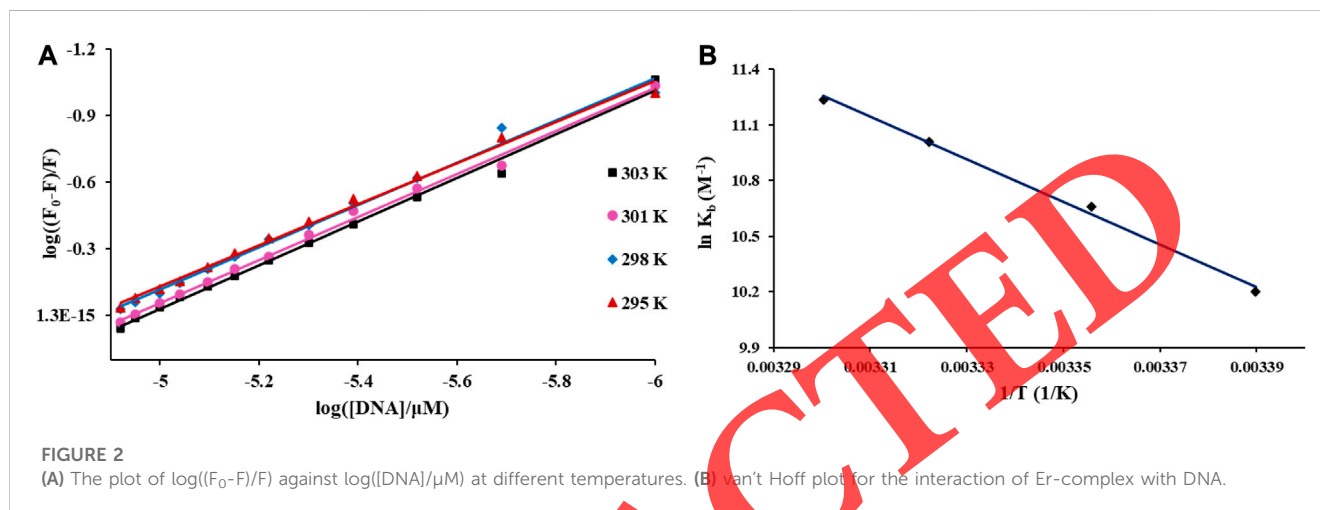 A
-1.2
-0.9
-0.6
-0.3
1.3E-15
log((F₀-F)/F)
-5
-5.2
-5.4
-5.6
-5.8
-6
log([DNA]/µM)
303 K
301 K
298 K
295 K
B
11.4
11.1
10.8
10.5
10.2
9.9
ln K_b (M⁻¹)
0.00329
0.00331
0.00333
0.00335
0.00337
0.00339
1/T (1/K)
CTED
FIGURE 2
(A) The plot of log((F₀-F)/F) against log([DNA]/µM) at different temperatures. (B) van't Hoff plot for the interaction of Er-complex with DNA.